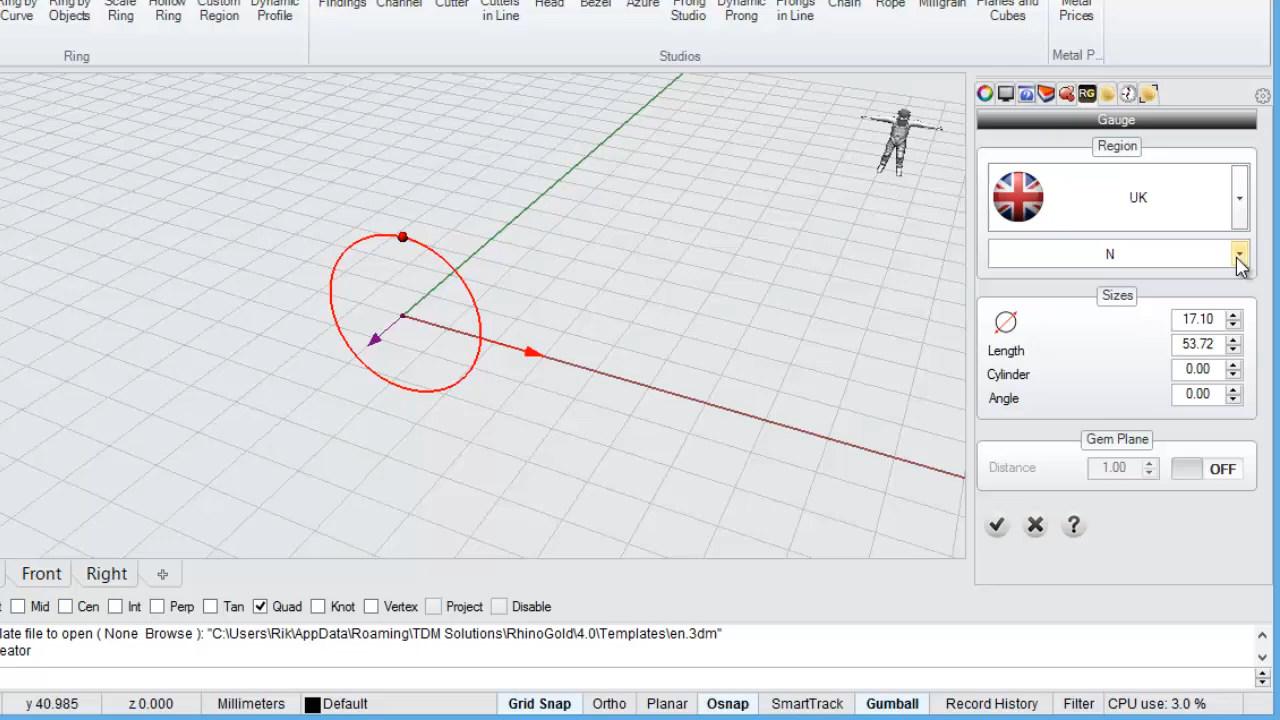 Ring by Curve
Ring by Objects
Scale Ring
Hollow Ring
Custom Region
Dynamic Profile
Findings
Channel
Cutter
Cutters in Line
Head
Bezel
Azure
Prong Studio
Dynamic Prong
Prongs in Line
Chain
Rope
Millgrain
Planes and Cubes
Metal Prices
Ring
Studios
Metal P...
RG
Gauge
Region
UK
N
Sizes
17.10
Length 53.72
Cylinder 0.00
Angle 0.00
Gem Plane
Distance 1.00 OFF
Front Right
t Mid Cen Int Perp Tan Quad Knot Vertex Project Disable
late file to open ( None Browse ): "C:\Users\Rik\AppData\Roaming\TDM Solutions\RhinoGold\4.0\Templates\en.3dm"
eator
y 40.985 z 0.000 Millimeters Default Grid Snap Ortho Planar Osnap SmartTrack Gumball Record History Filter CPU use: 3.0 %